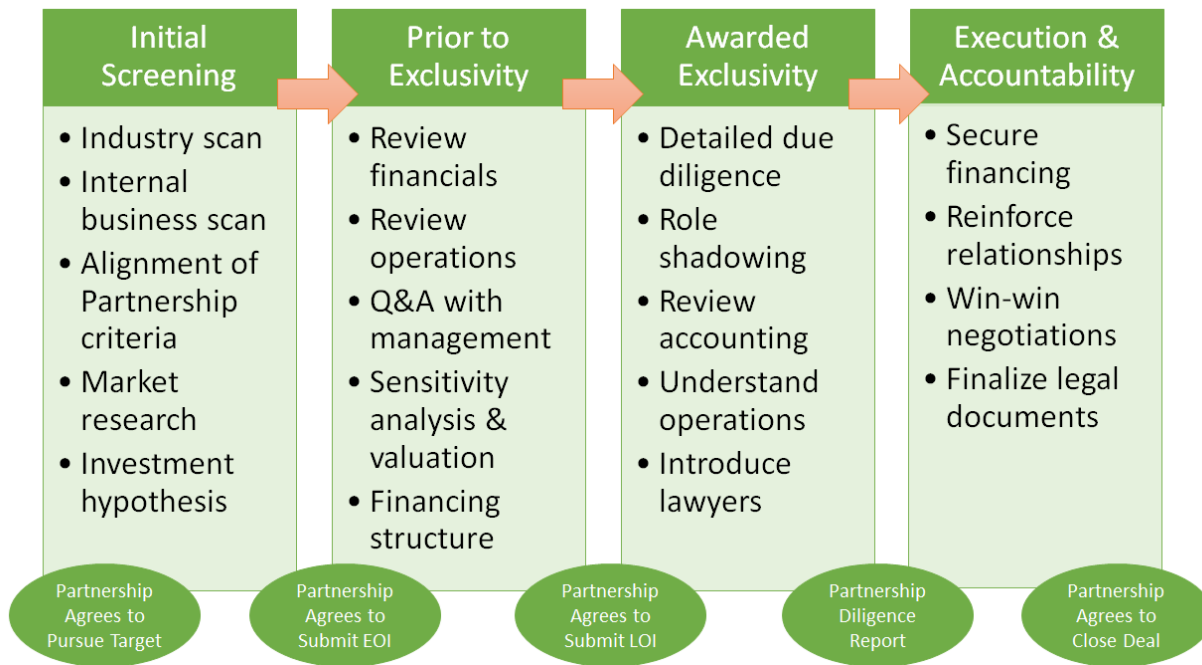 Initial
Screening
• Industry scan
• Internal
business scan
• Alignment of
Partnership
criteria
• Market
research
• Investment
hypothesis
Prior to
Exclusivity
• Review
financials
• Review
operations
• Q&A with
management
• Sensitivity
analysis &
valuation
• Financing
structure
Awarded
Exclusivity
• Detailed due
diligence
• Role
shadowing
• Review
accounting
• Understand
operations
• Introduce
lawyers
Execution &
Accountability
• Secure
financing
• Reinforce
relationships
• Win-win
negotiations
• Finalize legal
documents
Partnership
Agrees to
Pursue Target
Partnership
Agrees to
Submit EOI
Partnership
Agrees to
Submit LOI
Partnership
Diligence
Report
Partnership
Agrees to
Close Deal